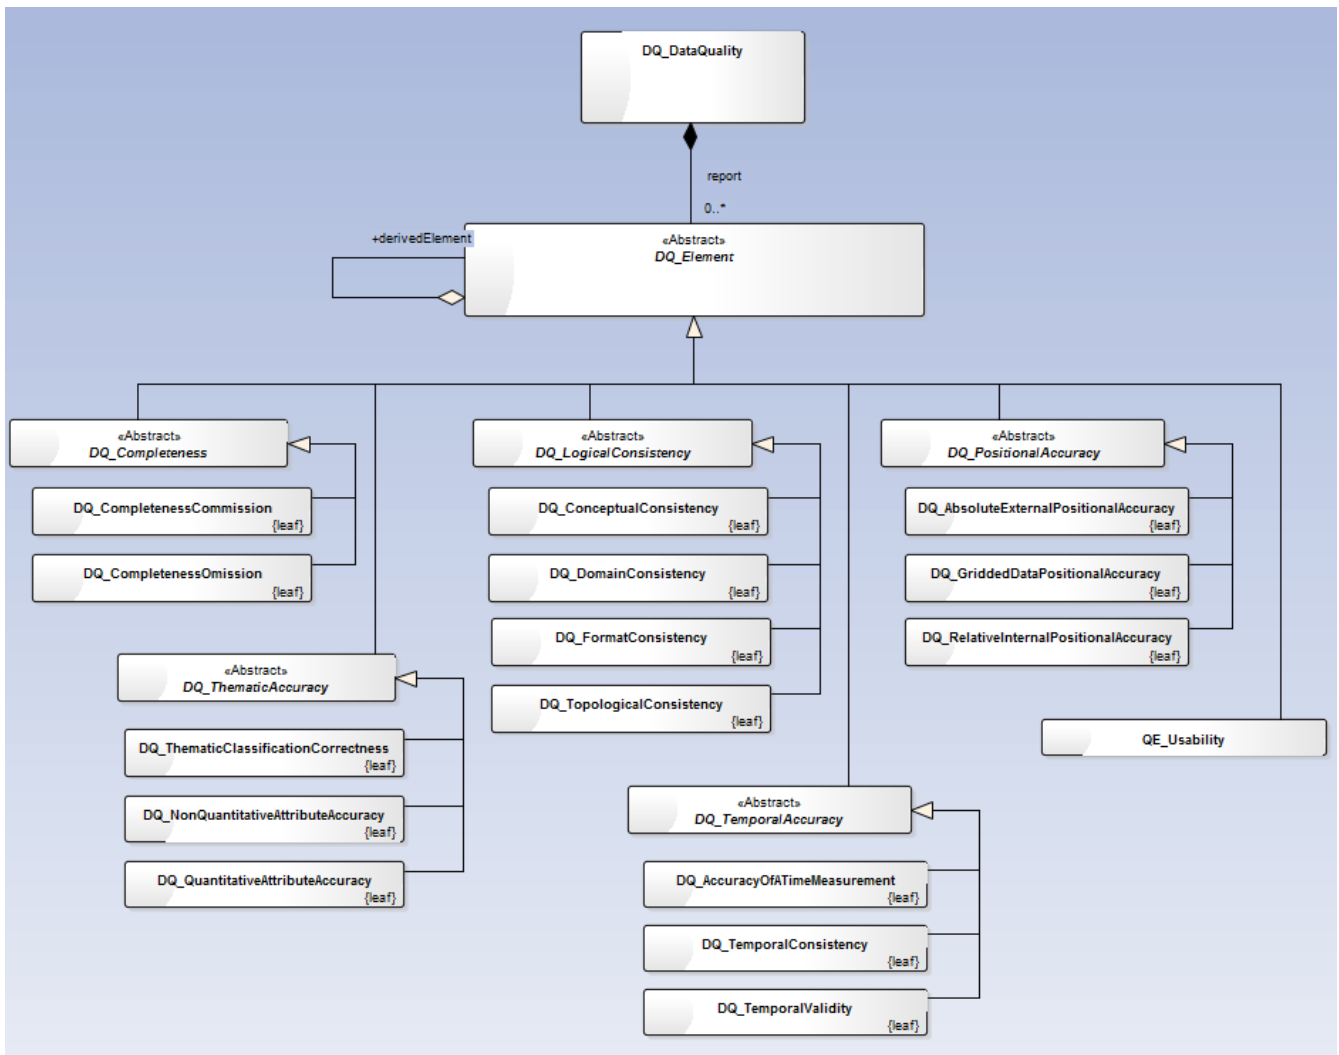 DQ_DataQuality
report
0..*
+derivedElement
«Abstract»
DQ_Element
«Abstract»
DQ_Completeness
DQ_CompletenessCommission
{leaf}
DQ_CompletenessOmission
{leaf}
«Abstract»
DQ_ThematicAccuracy
DQ_ThematicClassificationCorrectness
{leaf}
DQ_NonQuantitativeAttributeAccuracy
{leaf}
DQ_QuantitativeAttributeAccuracy
{leaf}
«Abstract»
DQ_LogicalConsistency
DQ_ConceptualConsistency
{leaf}
DQ_DomainConsistency
{leaf}
DQ_FormatConsistency
{leaf}
DQ_TopologicalConsistency
{leaf}
«Abstract»
DQ_TemporalAccuracy
DQ_AccuracyOfATimeMeasurement
{leaf}
DQ_TemporalConsistency
{leaf}
DQ_TemporalValidity
{leaf}
«Abstract»
DQ_PositionalAccuracy
DQ_AbsoluteExternalPositionalAccuracy
{leaf}
DQ_GriddedDataPositionalAccuracy
{leaf}
DQ_RelativeInternalPositionalAccuracy
{leaf}
QE_Usability